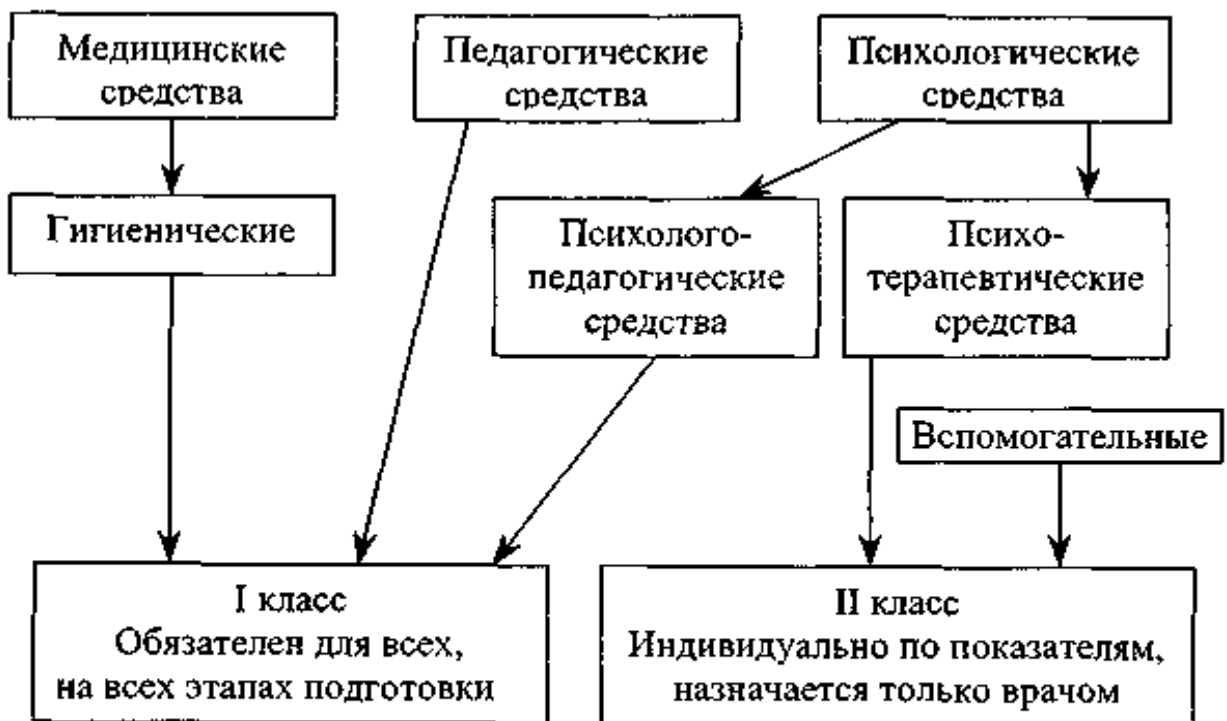 Медицинские
средства
Педагогические
средства
Психологические
средства
Гигиенические
Психолого-
педагогические
средства
Психо-
терапевтические
средства
Вспомогательные
I класс
Обязателен для всех,
на всех этапах подготовки
II класс
Индивидуально по показателям,
назначается только врачом